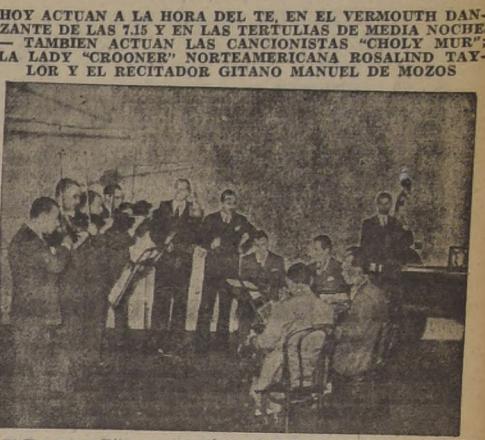 HOY ACTUAN A LA HORA DEL TE, EN EL VERMOUTH DAN-
ZANTE DE LAS 7.15 Y EN LAS TERTULIAS DE MEDIA NOCHE
— TAMBIEN ACTUAN LAS CANCIONISTAS "CHOLY MUR";
LA LADY "CROONER" NORTEAMERICANA ROSALIND TAY-
LOR Y EL RECITADOR GITANO MANUEL DE MOZOS